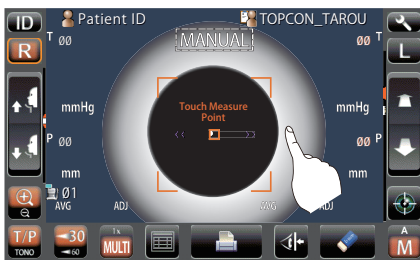 ID Patient ID TOPCON_TAROU
R MANUAL L
T 00 00 T
mmHg Touch Measure mmHg
Point
P 00 00 P
mm mm
01
AVG ADJ AVG ADJ
T/P 30 1x A
TONO 60 MULTI M